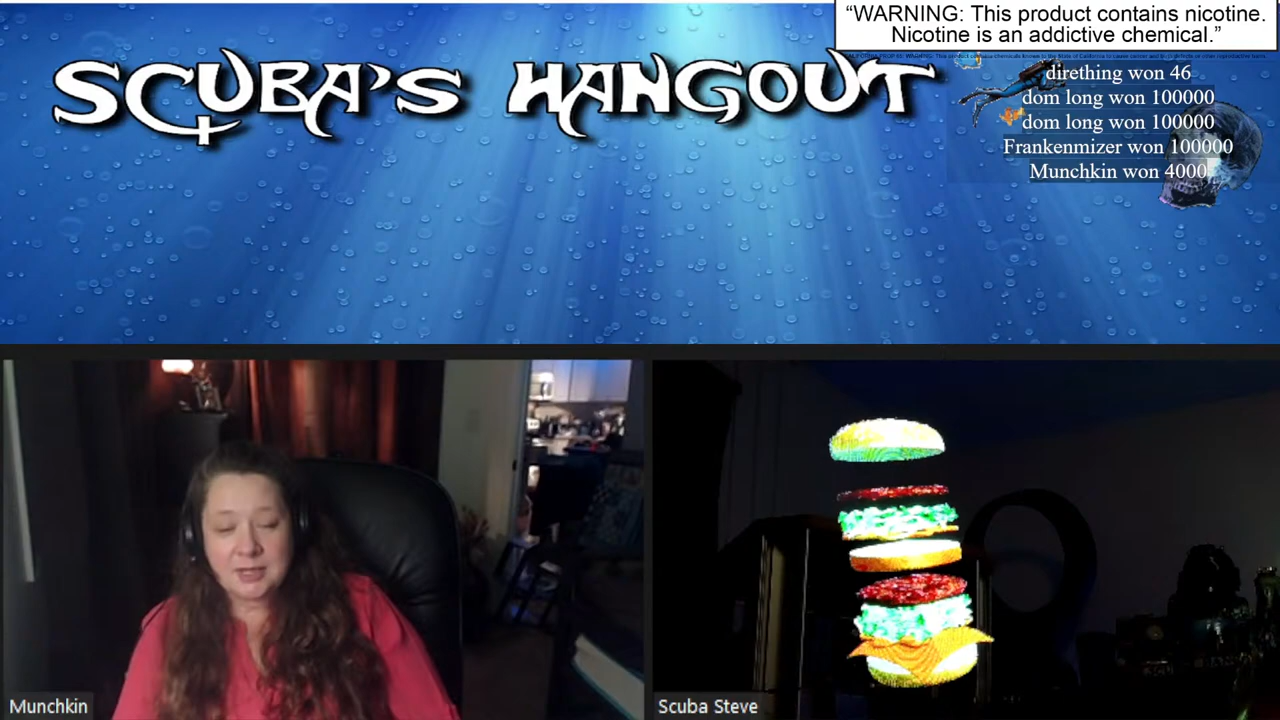 “WARNING: This product contains nicotine.
Nicotine is an addictive chemical.”
SCUBA'S HANGOUT
dirething won 46
dom long won 100000
dom long won 100000
Frankenmizer won 100000
Munchkin won 4000
Munchkin
Scuba Steve